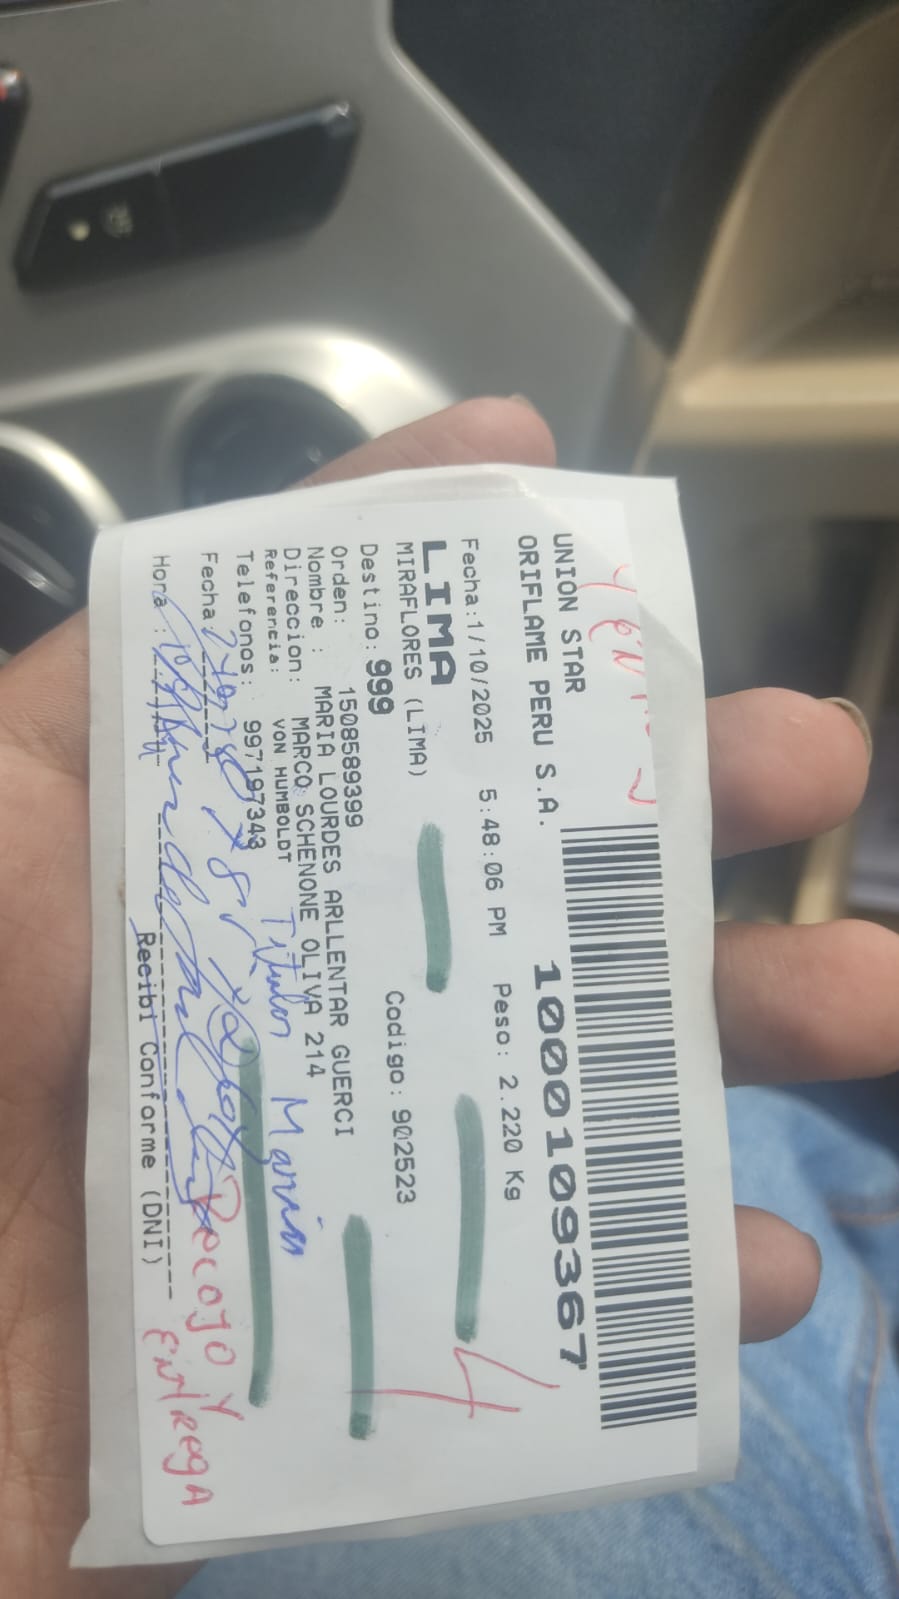 UNION STAR
ORIFLAME PERU S.A.
1000109367
Fecha:1/10/2025 5:48:06 PM Peso: 2.220 Kg
4
LIMA
MIRAFLORES (LIMA)
Destino: 999 Codigo: 902523
Orden: 1508589399
Nombre : MARIA LOURDES ARLLENTAR GUERCI
Direccion: MARCO SCHENONE OLIVA 214
Referencia: VON HUMBOLDT
Titular Marian
Telefonos: 997197343
Fecha:
Hora :
Recibi Conforme (DNI)
Recojo y
Entrega